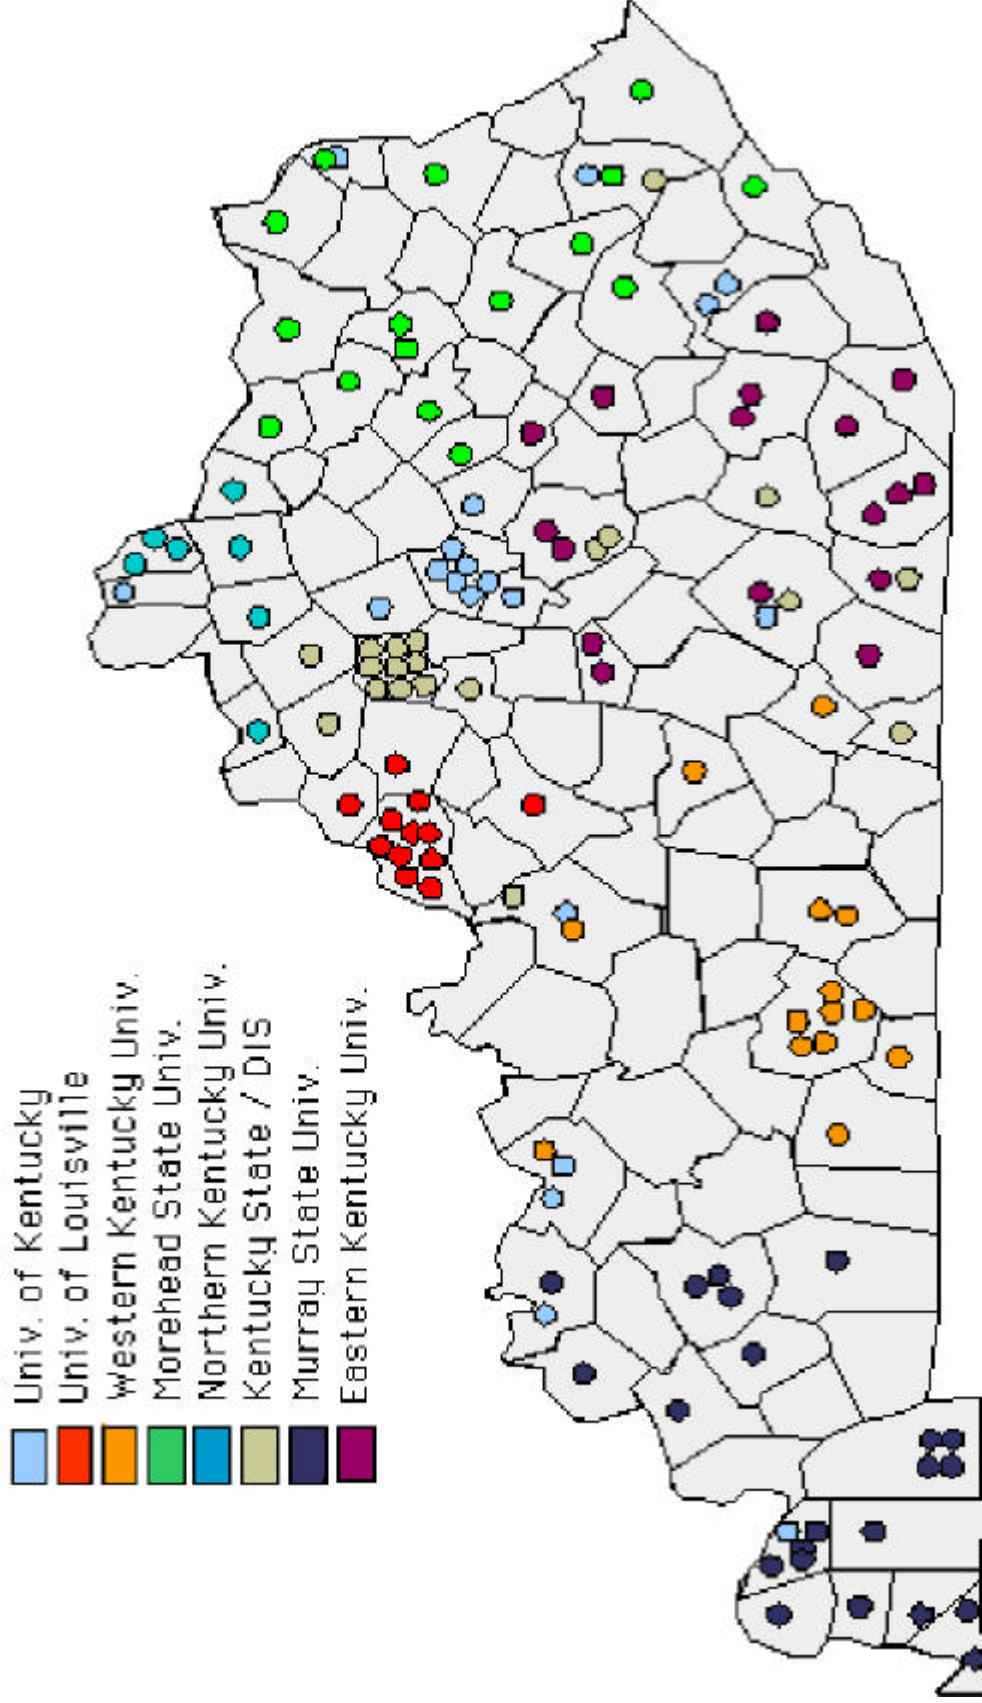 Univ. of Kentucky
Univ. of Louisville
Western Kentucky Univ.
Morehead State Univ.
Northern Kentucky Univ.
Kentucky State / DIS
Murray State Univ.
Eastern Kentucky Univ.